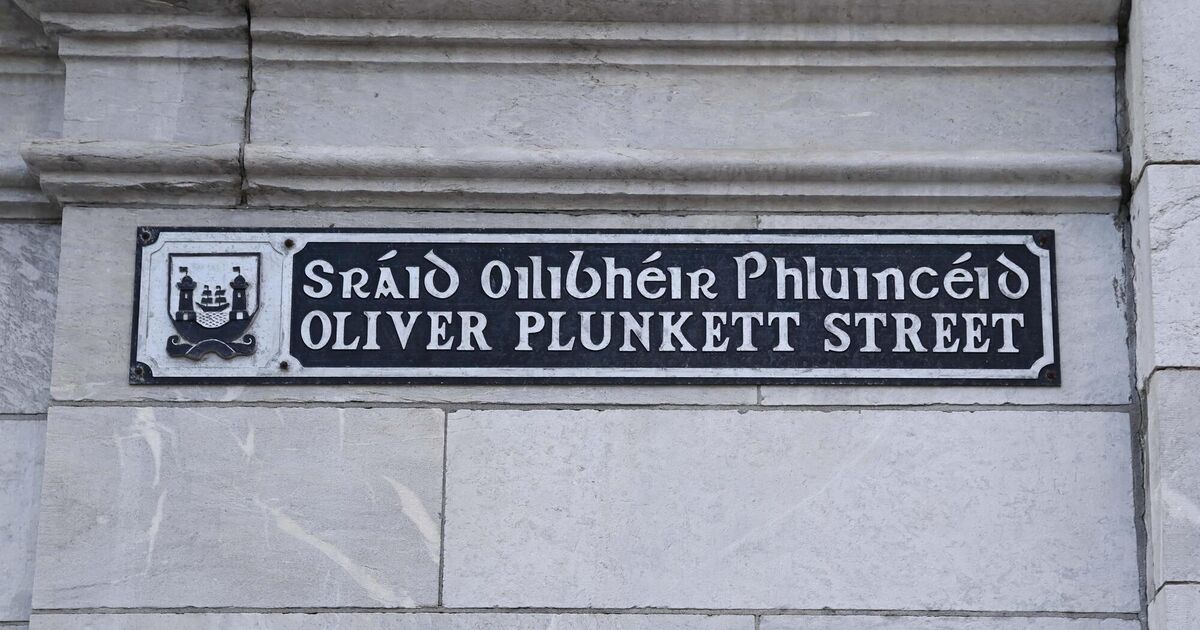 Sráid Oilibhéir Phluincéid
OLIVER PLUNKETT STREET